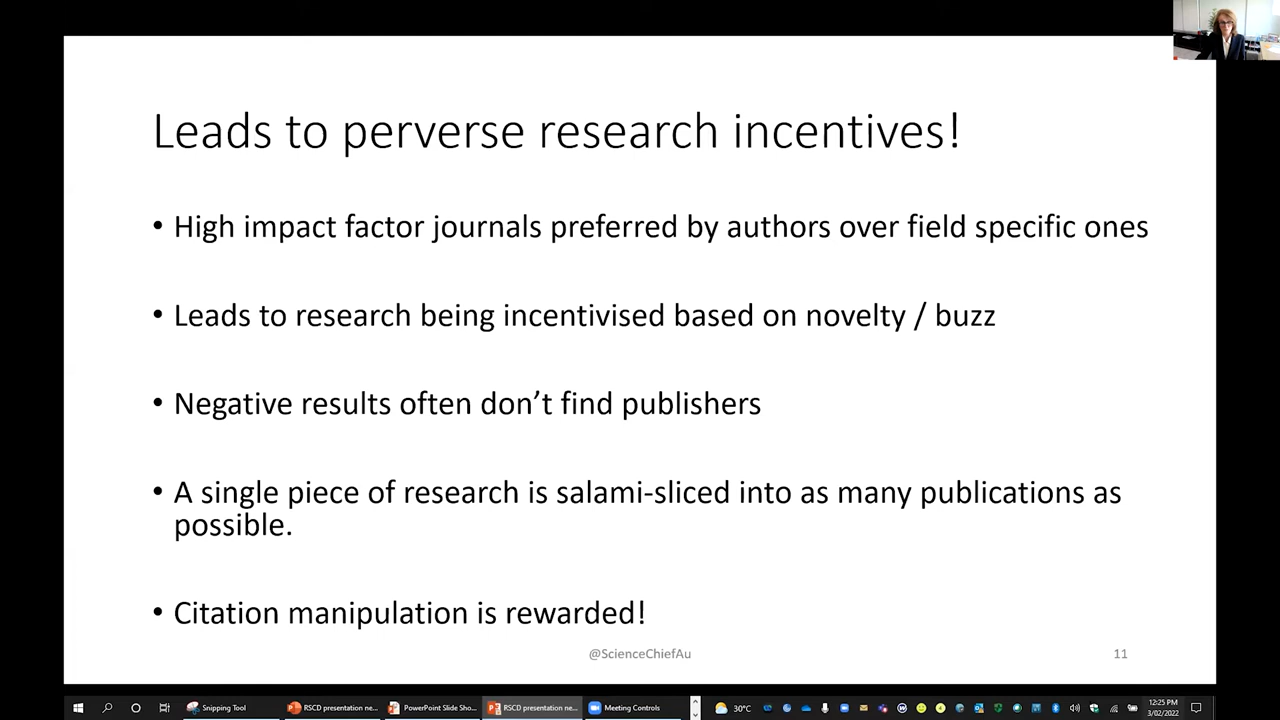 Leads to perverse research incentives!
• High impact factor journals preferred by authors over field specific ones
• Leads to research being incentivised based on novelty / buzz
• Negative results often don’t find publishers
• A single piece of research is salami-sliced into as many publications as
possible.
• Citation manipulation is rewarded!
@ScienceChiefAu
11
Snipping Tool
RSCD presentation ne...
PowerPoint Slide Sho...
RSCD presentation ne...
Meeting Controls
30°C
12:25 PM
3/02/2022